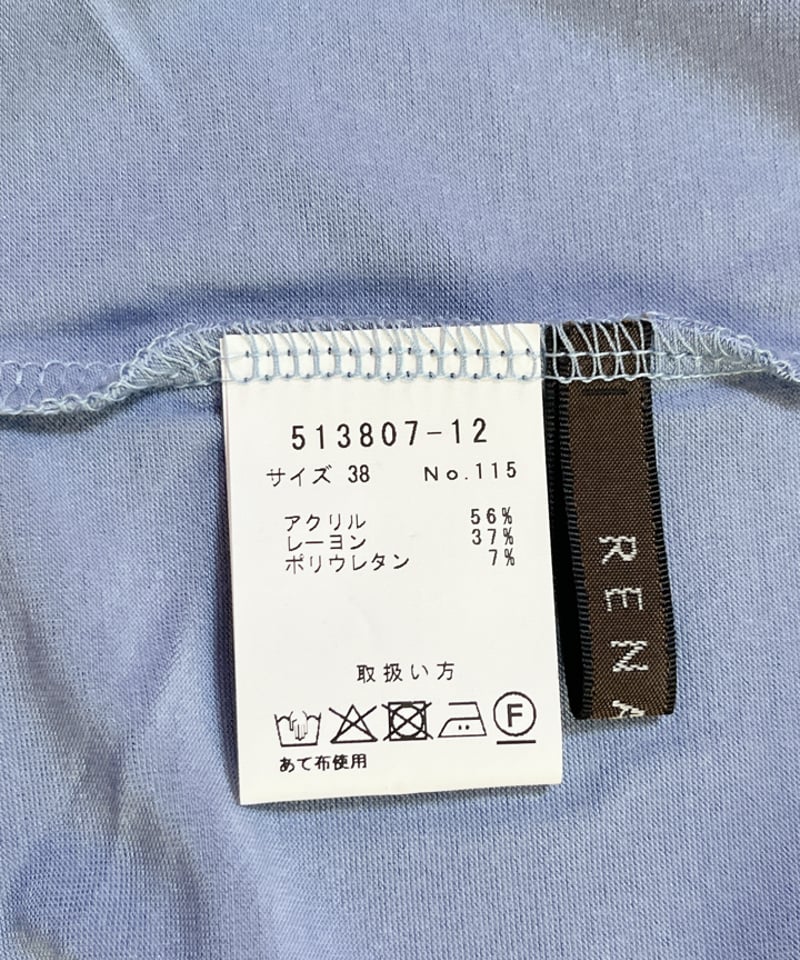 513807-12
サイズ 38 No.115
アクリル 56%
レーヨン 37%
ポリウレタン 7%
取扱い方
F
あて布使用
RENA